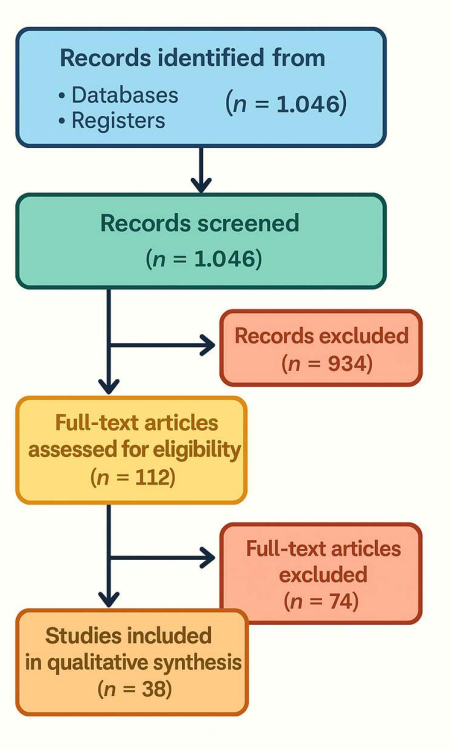 Records identified from
• Databases
(n = 1.046)
• Registers
Records screened
(n = 1.046)
Records excluded
(n = 934)
Full-text articles
assessed for eligibility
(n = 112)
Full-text articles
excluded
(n = 74)
Studies included
in qualitative synthesis
(n = 38)